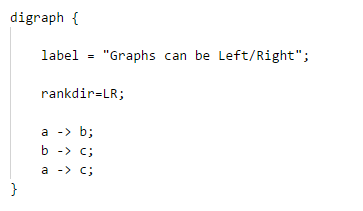 digraph {
label = "Graphs can be Left/Right";
rankdir=LR;
a -> b;
b -> c;
a -> c;
}